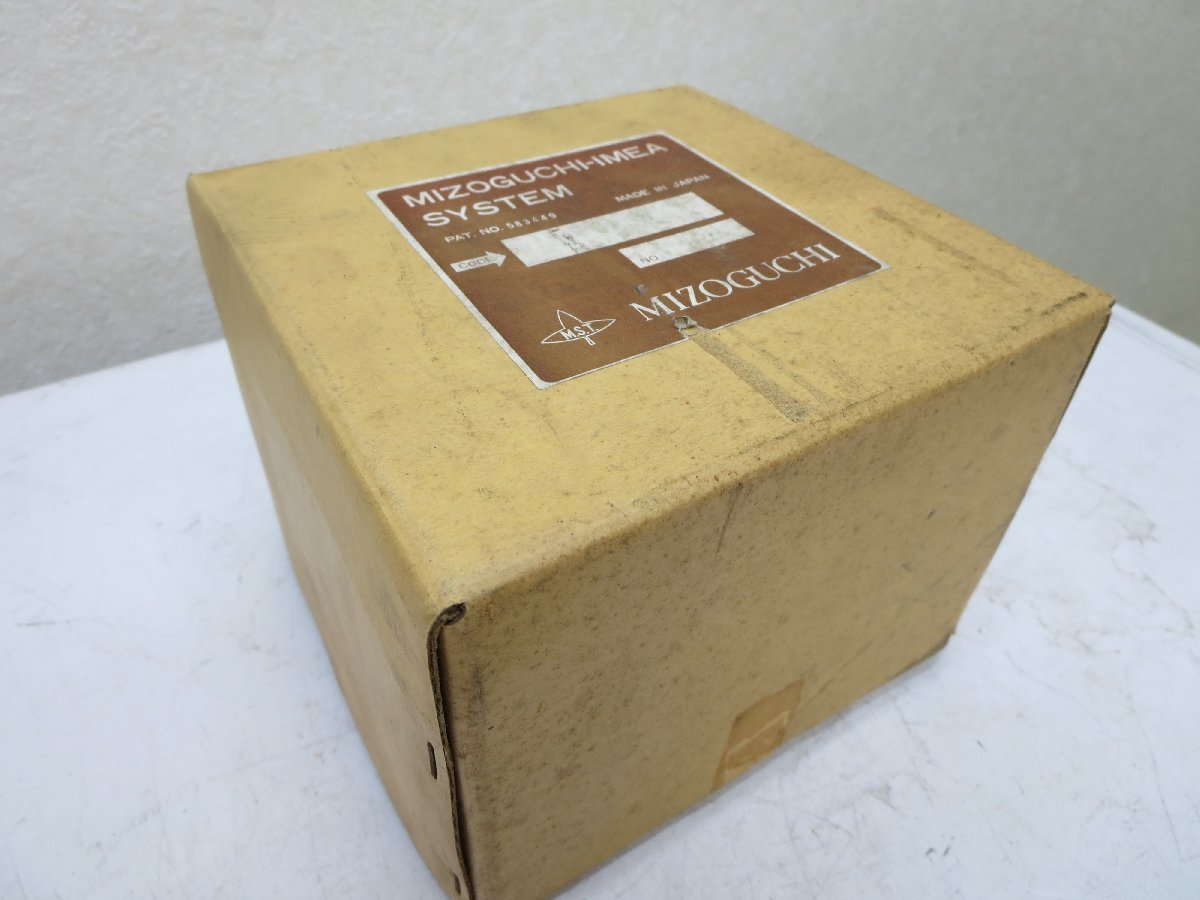 MIZOGUCHI-IMEA
SYSTEM
PAT. NO. 583449
MADE IN JAPAN
CODE
NO
M.S.T.
MIZOGUCHI